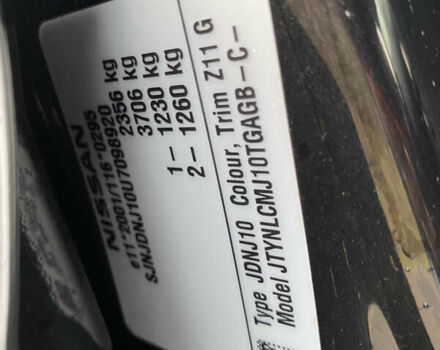 NISSAN
e11*2001/116*0295
SJNJDNJ10U7098920
2356 kg
3706 kg
1– 1230 kg
2– 1260 kg
Type JDNJ10 Colour, Trim Z11 G
Model JTYNLCMJ10TGAGB-C-